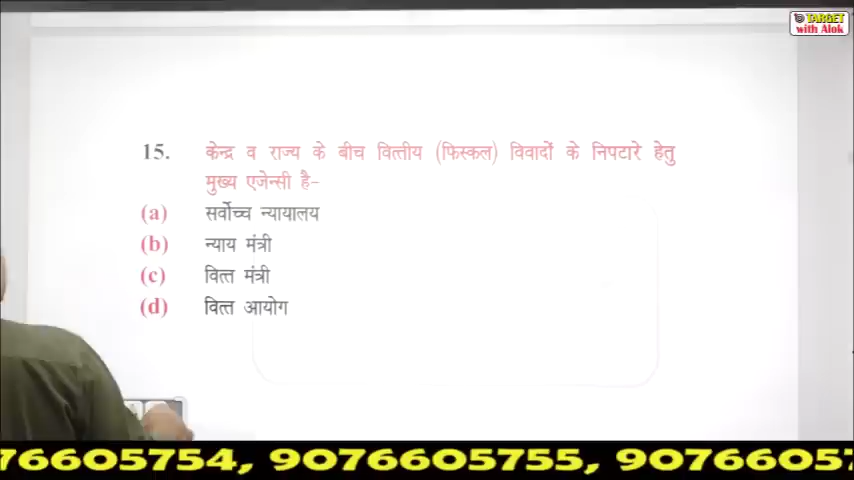 TARGET
with Alok
15. केन्द्र व राज्य के बीच वित्तीय (फिस्कल) विवादों के निपटारे हेतु
मुख्य एजेन्सी है-
(a) सर्वोच्च न्यायालय
(b) न्याय मंत्री
(c) वित्त मंत्री
(d) वित्त आयोग
76605754, 9076605755, 90766057